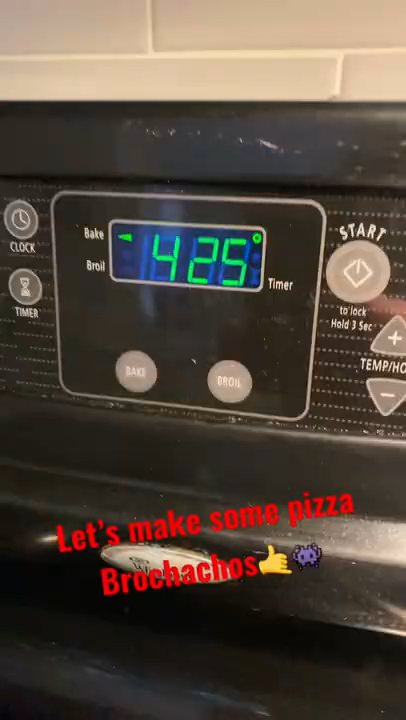 START
Bake
425°
CLOCK
Broil
Timer
to lock
Hold 3 Sec
TIMER
+
TEMP/HO
BAKE
BROIL
-
Let's make some pizza
Brochachos🤙👾